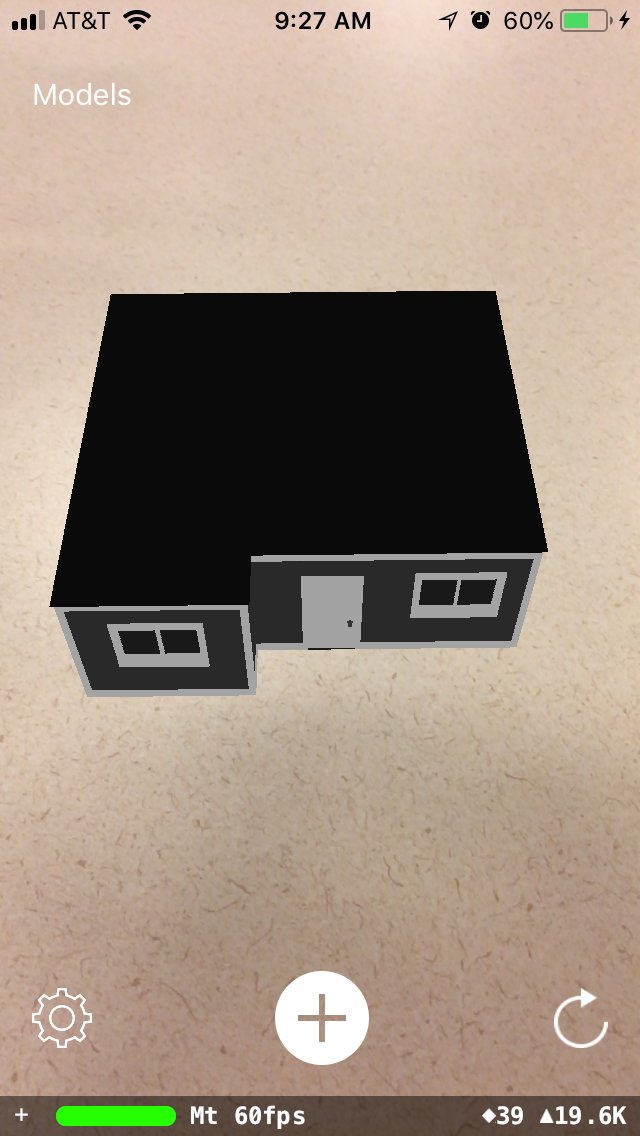 AT&T 9:27 AM 60%
Models
+ Mt 60fps ◆39 ▲19.6K